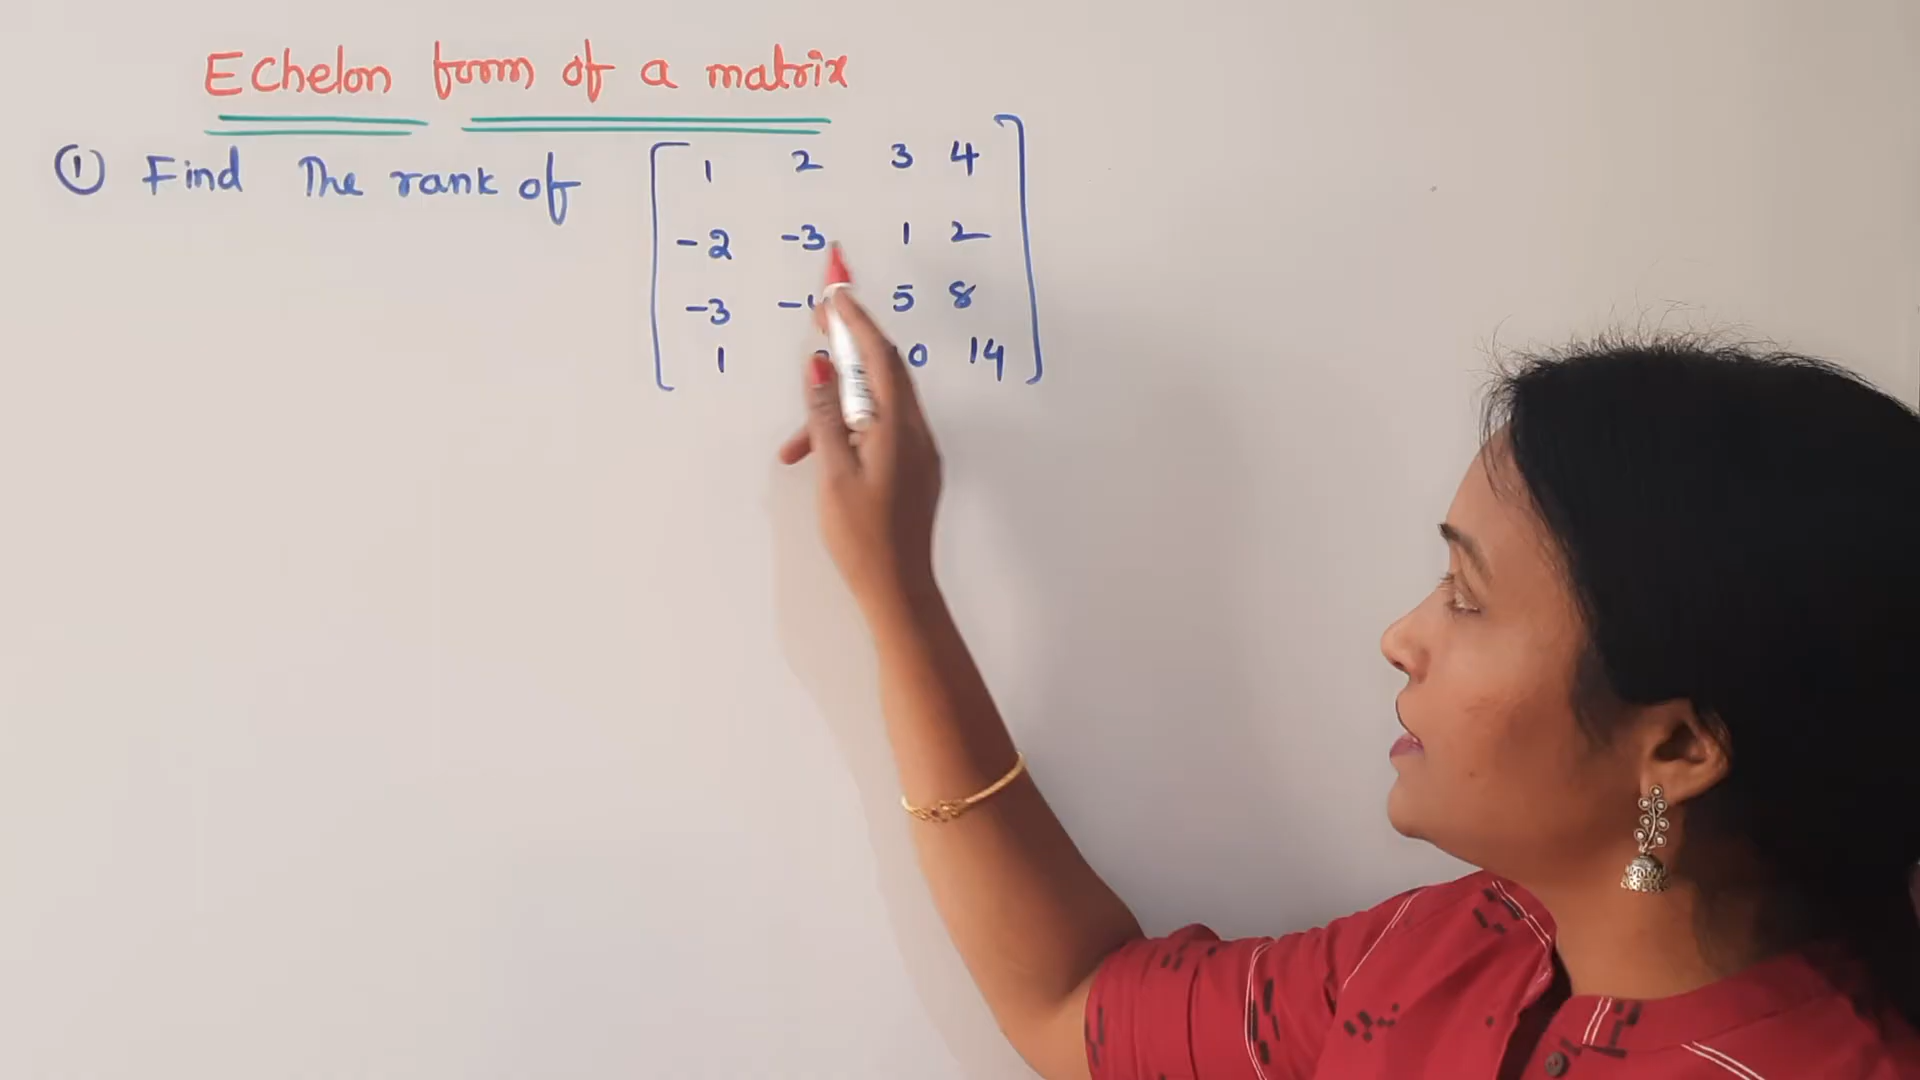 Echelon form of a matrix
① Find The rank of
1 2 3 4
-2 -3 1 2
-3 5 8
1 14